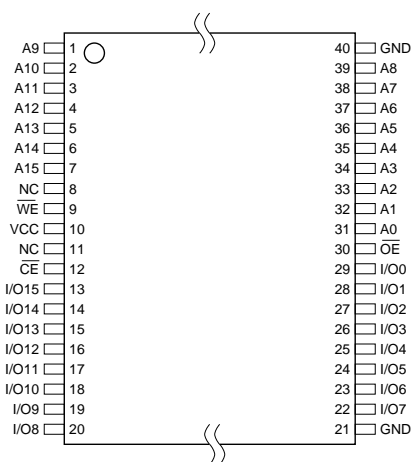 A9 1 40 GND
A10 2 39 A8
A11 3 38 A7
A12 4 37 A6
A13 5 36 A5
A14 6 35 A4
A15 7 34 A3
NC 8 33 A2
W̅E̅ 9 32 A1
VCC 10 31 A0
NC 11 30 O̅E̅
C̅E̅ 12 29 I/O0
I/O15 13 28 I/O1
I/O14 14 27 I/O2
I/O13 15 26 I/O3
I/O12 16 25 I/O4
I/O11 17 24 I/O5
I/O10 18 23 I/O6
I/O9 19 22 I/O7
I/O8 20 21 GND